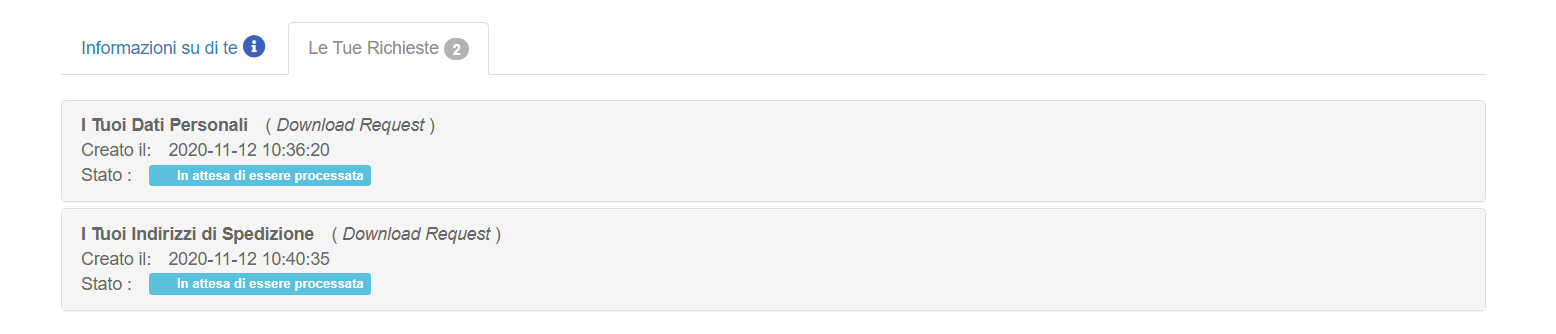 Informazioni su di te i
Le Tue Richieste 2
I Tuoi Dati Personali ( Download Request )
Creato il: 2020-11-12 10:36:20
Stato : In attesa di essere processata
I Tuoi Indirizzi di Spedizione ( Download Request )
Creato il: 2020-11-12 10:40:35
Stato : In attesa di essere processata